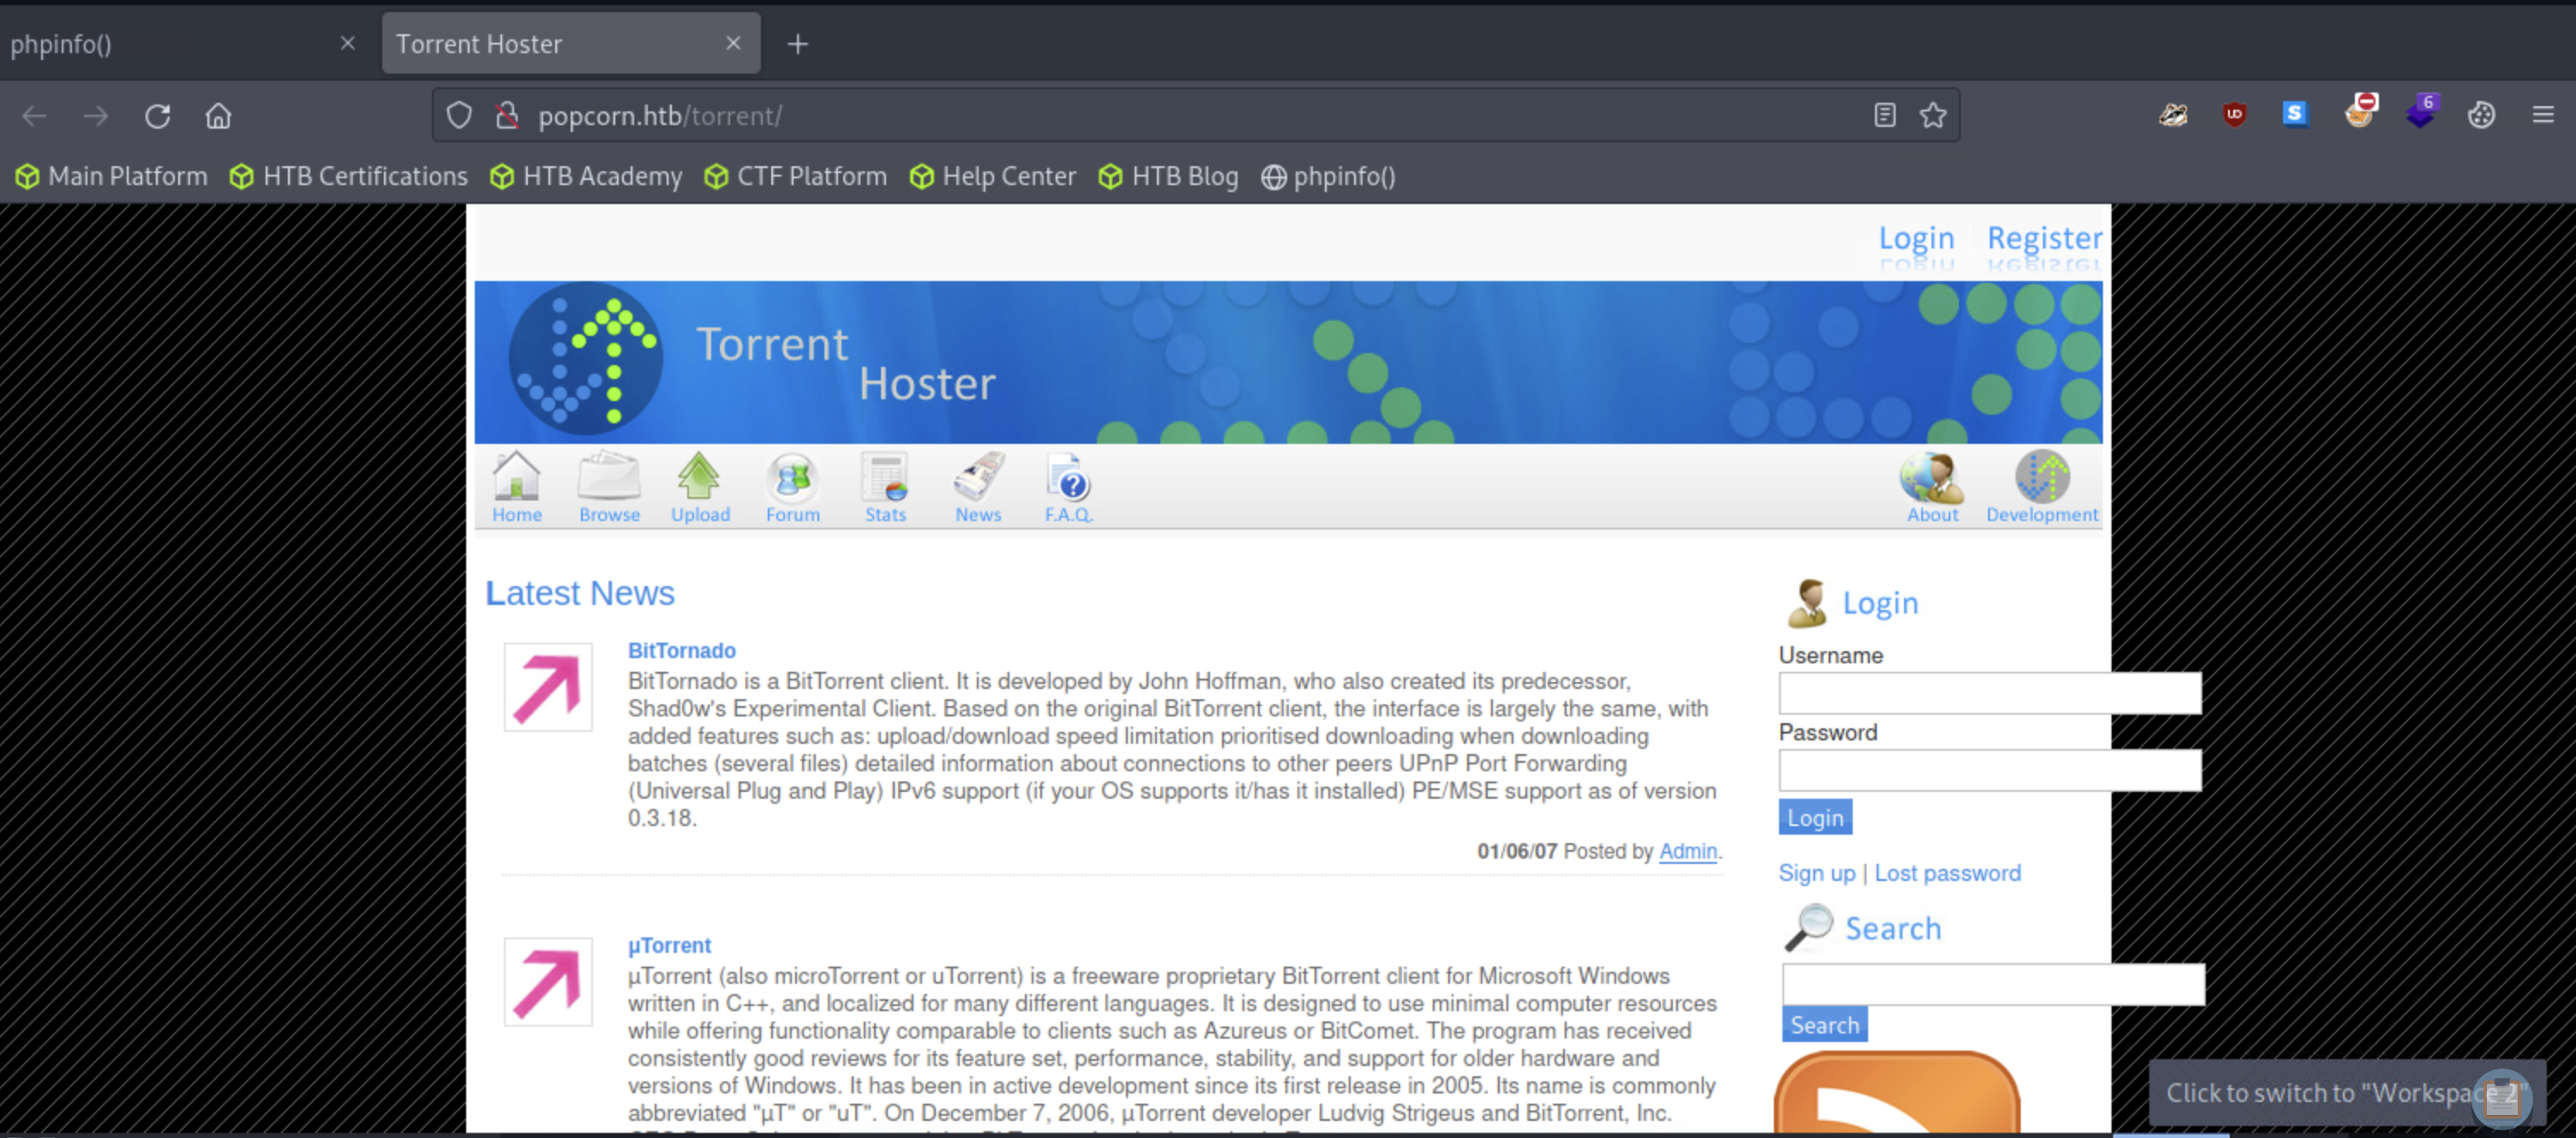 phpinfo()
Torrent Hoster
popcorn.htb/torrent/
6
Main Platform
HTB Certifications
HTB Academy
CTF Platform
Help Center
HTB Blog
phpinfo()
Login
Register
Torrent
Hoster
Home
Browse
Upload
Forum
Stats
News
F.A.Q.
About
Development
Latest News
BitTornado
BitTornado is a BitTorrent client. It is developed by John Hoffman, who also created its predecessor,
Shad0w's Experimental Client. Based on the original BitTorrent client, the interface is largely the same, with
added features such as: upload/download speed limitation prioritised downloading when downloading
batches (several files) detailed information about connections to other peers UPnP Port Forwarding
(Universal Plug and Play) IPv6 support (if your OS supports it/has it installed) PE/MSE support as of version
0.3.18.
01/06/07 Posted by Admin.
µTorrent
µTorrent (also microTorrent or uTorrent) is a freeware proprietary BitTorrent client for Microsoft Windows
written in C++, and localized for many different languages. It is designed to use minimal computer resources
while offering functionality comparable to clients such as Azureus or BitComet. The program has received
consistently good reviews for its feature set, performance, stability, and support for older hardware and
versions of Windows. It has been in active development since its first release in 2005. Its name is commonly
abbreviated "µT" or "uT". On December 7, 2006, µTorrent developer Ludvig Strigeus and BitTorrent, Inc.
Login
Username
Password
Login
Sign up | Lost password
Search
Search
Click to switch to "Workspace 2"